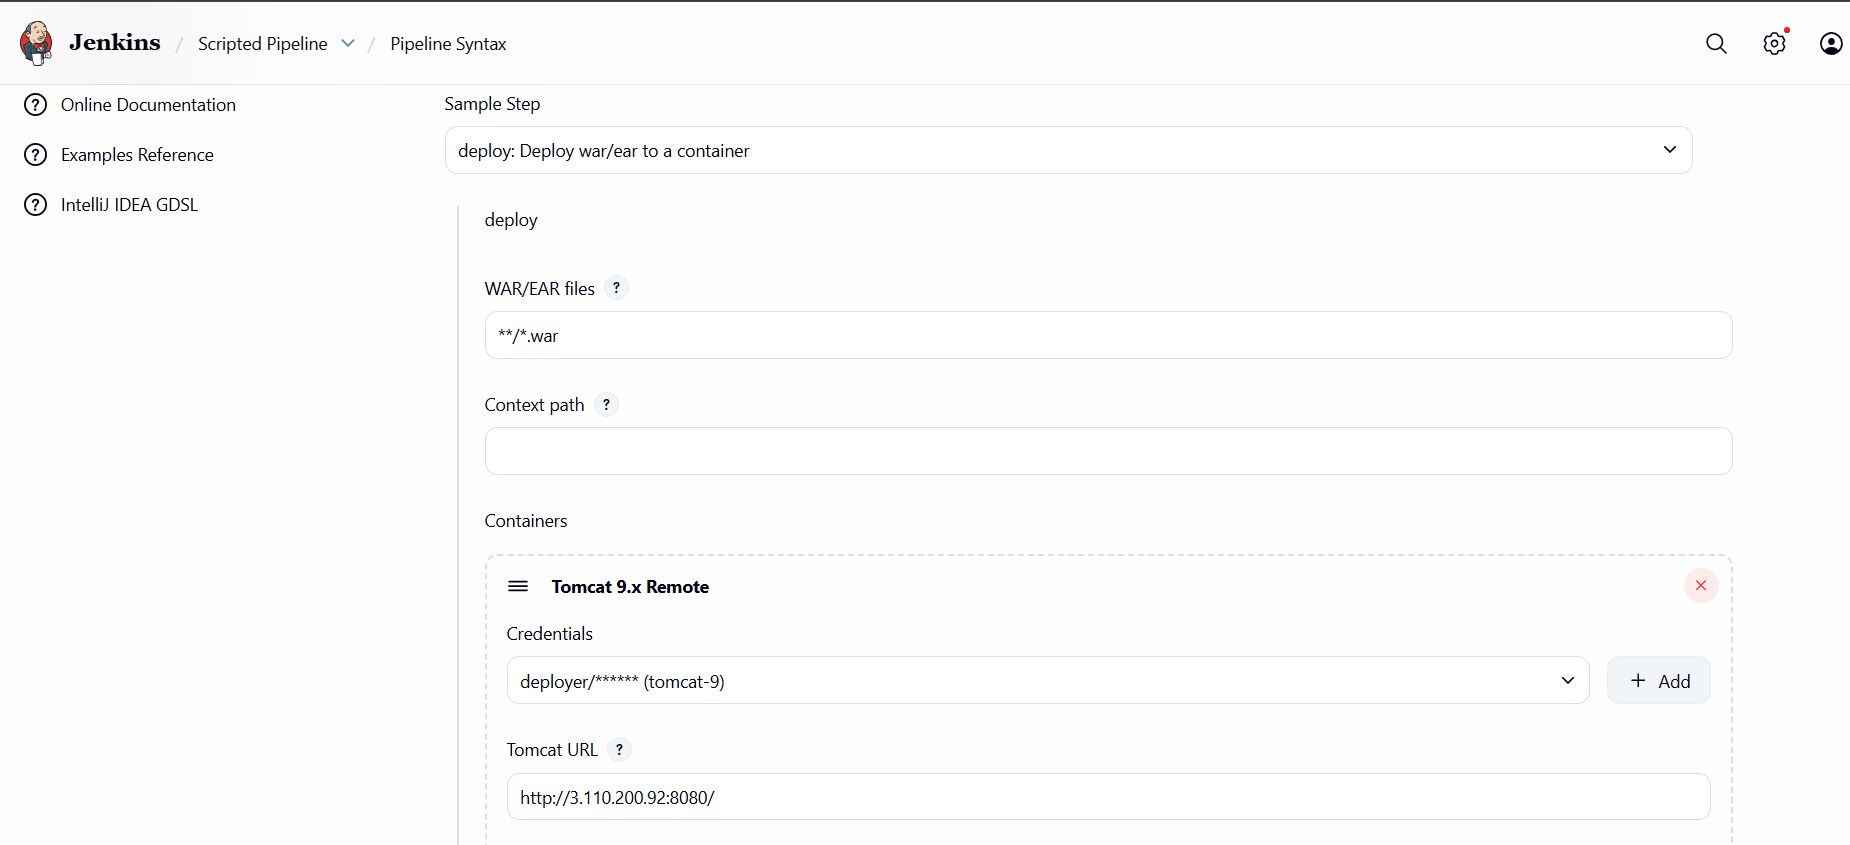 Jenkins / Scripted Pipeline / Pipeline Syntax
Online Documentation
Examples Reference
IntelliJ IDEA GDSL
Sample Step
deploy: Deploy war/ear to a container
deploy
WAR/EAR files ?
**/*.war
Context path ?
Containers
Tomcat 9.x Remote
Credentials
deployer/****** (tomcat-9)
+ Add
Tomcat URL ?
http://3.110.200.92:8080/